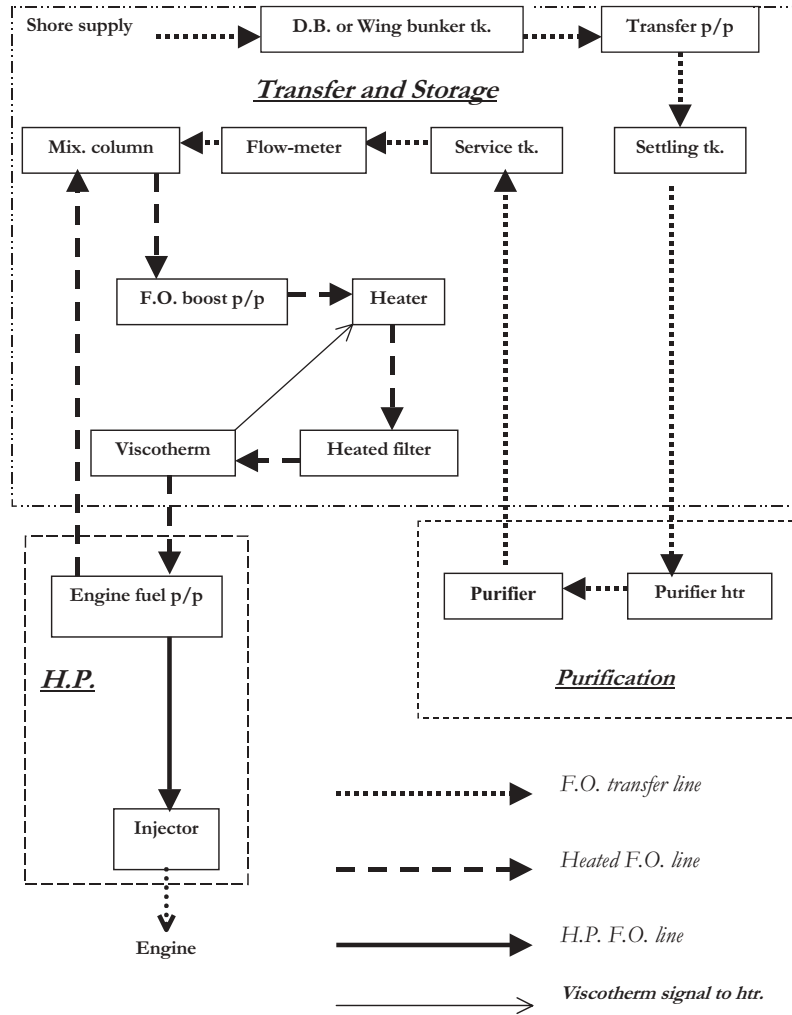 Shore supply
D.B. or Wing bunker tk.
Transfer p/p
Transfer and Storage
Mix. column
Flow-meter
Service tk.
Settling tk.
F.O. boost p/p
Heater
Viscotherm
Heated filter
Engine fuel p/p
Purifier
Purifier htr
H.P.
Purification
Injector
Engine
F.O. transfer line
Heated F.O. line
H.P. F.O. line
Viscotherm signal to htr.